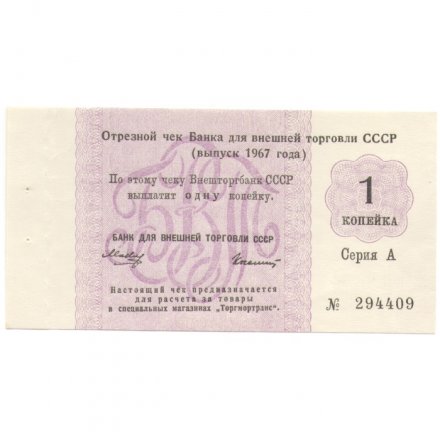 Отрезной чек Банка для внешней торговли СССР
(выпуск 1967 года)
По этому чеку Внешторгбанк СССР
выплатит одну копейку.
БАНК ДЛЯ ВНЕШНЕЙ ТОРГОВЛИ СССР
Настоящий чек предназначается
для расчета за товары
в специальных магазинах „Торгмортранс“.
1
КОПЕЙКА
Серия А
№ 294409
БВТ